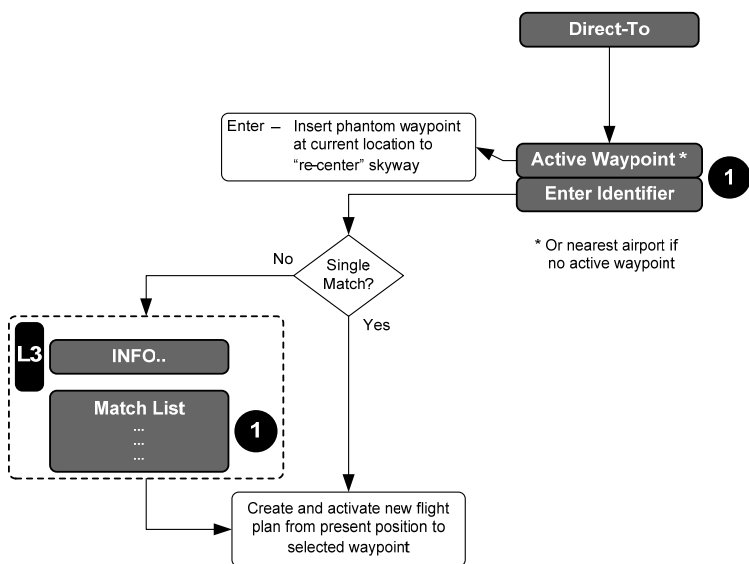 Direct-To
Enter – Insert phantom waypoint
at current location to
“re-center” skyway
Active Waypoint *
Enter Identifier
1
* Or nearest airport if
no active waypoint
Single
Match?
No
Yes
L3
INFO..
Match List
...
...
...
1
Create and activate new flight
plan from present position to
selected waypoint